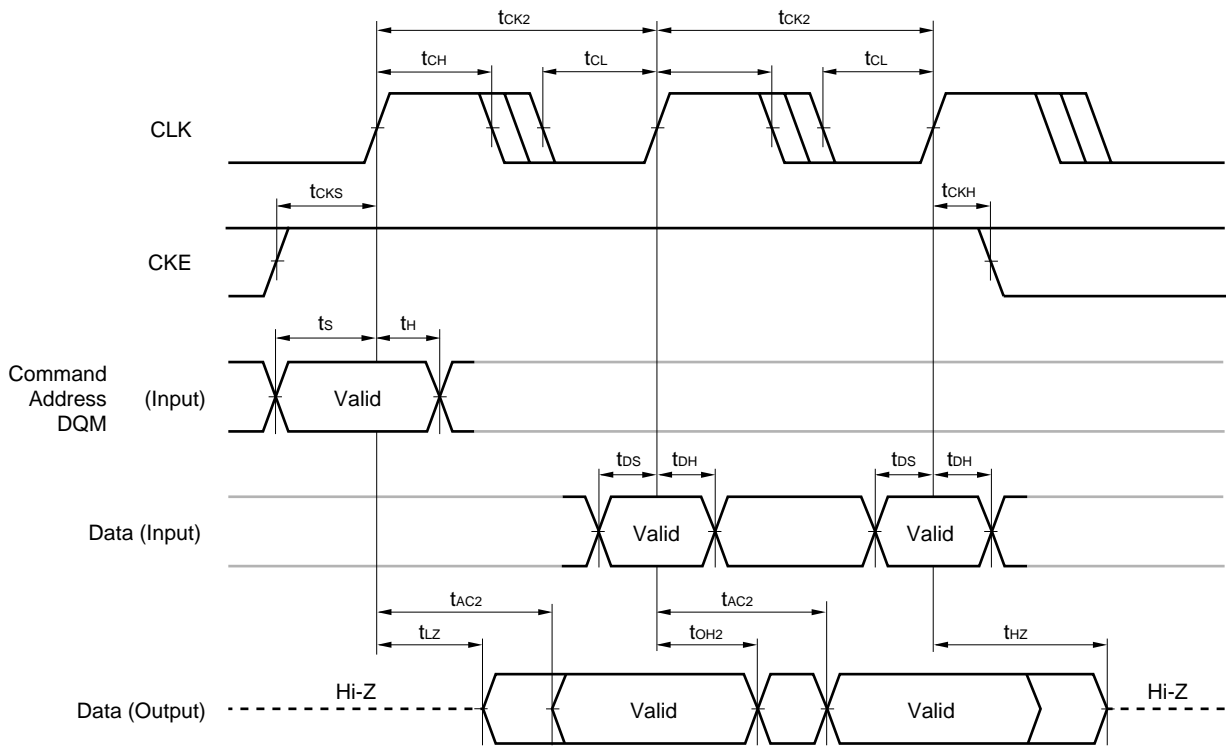 tCK2 tCK2
tCH tCL tCL
CLK
tCKS tCKH
CKE
tS tH
Command
Address (Input) Valid
DQM
tDS tDH tDS tDH
Data (Input) Valid Valid
tAC2 tAC2
tLZ tOH2 tHZ
Hi-Z Hi-Z
Data (Output) Valid Valid